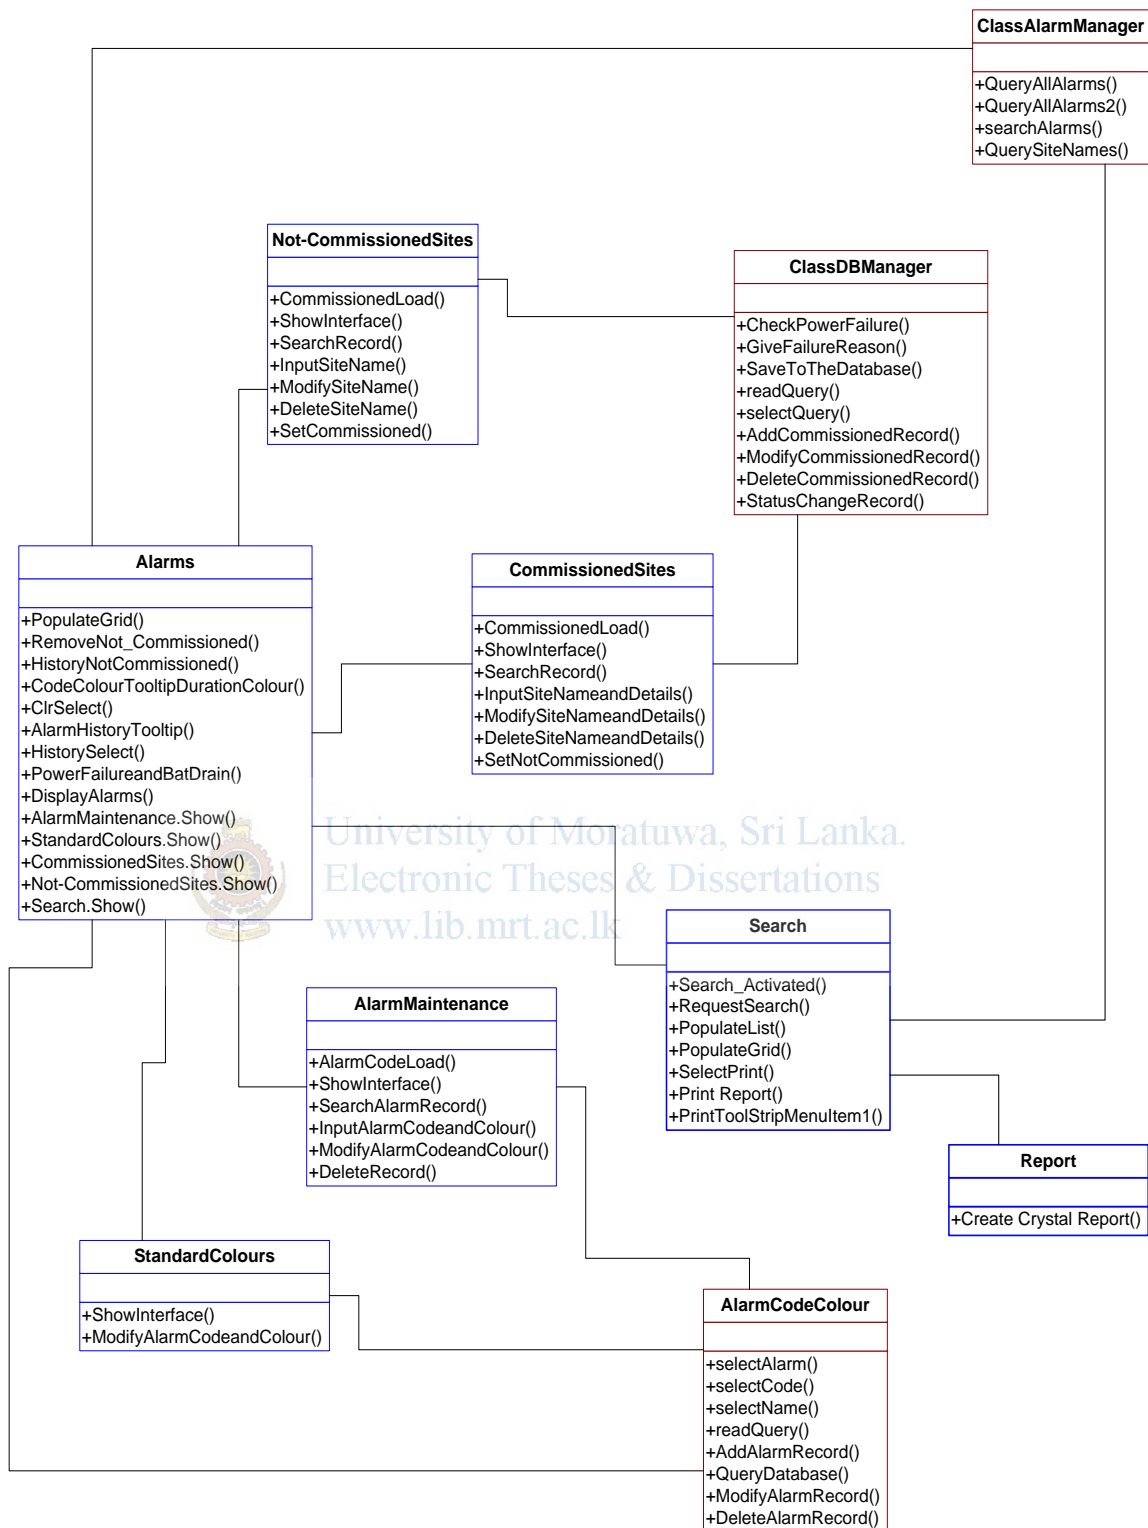 ClassAlarmManager
+QueryAllAlarms()
+QueryAllAlarms2()
+searchAlarms()
+QuerySiteNames()
Not-CommissionedSites
+CommissionedLoad()
+ShowInterface()
+SearchRecord()
+InputSiteName()
+ModifySiteName()
+DeleteSiteName()
+SetCommissioned()
ClassDBManager
+CheckPowerFailure()
+GiveFailureReason()
+SaveToTheDatabase()
+readQuery()
+selectQuery()
+AddCommissionedRecord()
+ModifyCommissionedRecord()
+DeleteCommissionedRecord()
+StatusChangeRecord()
Alarms
+PopulateGrid()
+RemoveNot_Commissioned()
+HistoryNotCommissioned()
+CodeColourTooltipDurationColour()
+ClrSelect()
+AlarmHistoryTooltip()
+HistorySelect()
+PowerFailureandBatDrain()
+DisplayAlarms()
+AlarmMaintenance.Show()
+StandardColours.Show()
+CommissionedSites.Show()
+Not-CommissionedSites.Show()
+Search.Show()
CommissionedSites
+CommissionedLoad()
+ShowInterface()
+SearchRecord()
+InputSiteNameandDetails()
+ModifySiteNameandDetails()
+DeleteSiteNameandDetails()
+SetNotCommissioned()
University of Moratuwa, Sri Lanka.
Electronic Theses & Dissertations
www.lib.mrt.ac.lk
Search
+Search_Activated()
+RequestSearch()
+PopulateList()
+PopulateGrid()
+SelectPrint()
+Print Report()
+PrintToolStripMenuItem1()
AlarmMaintenance
+AlarmCodeLoad()
+ShowInterface()
+SearchAlarmRecord()
+InputAlarmCodeandColour()
+ModifyAlarmCodeandColour()
+DeleteRecord()
Report
+Create Crystal Report()
StandardColours
+ShowInterface()
+ModifyAlarmCodeandColour()
AlarmCodeColour
+selectAlarm()
+selectCode()
+selectName()
+readQuery()
+AddAlarmRecord()
+QueryDatabase()
+ModifyAlarmRecord()
+DeleteAlarmRecord()